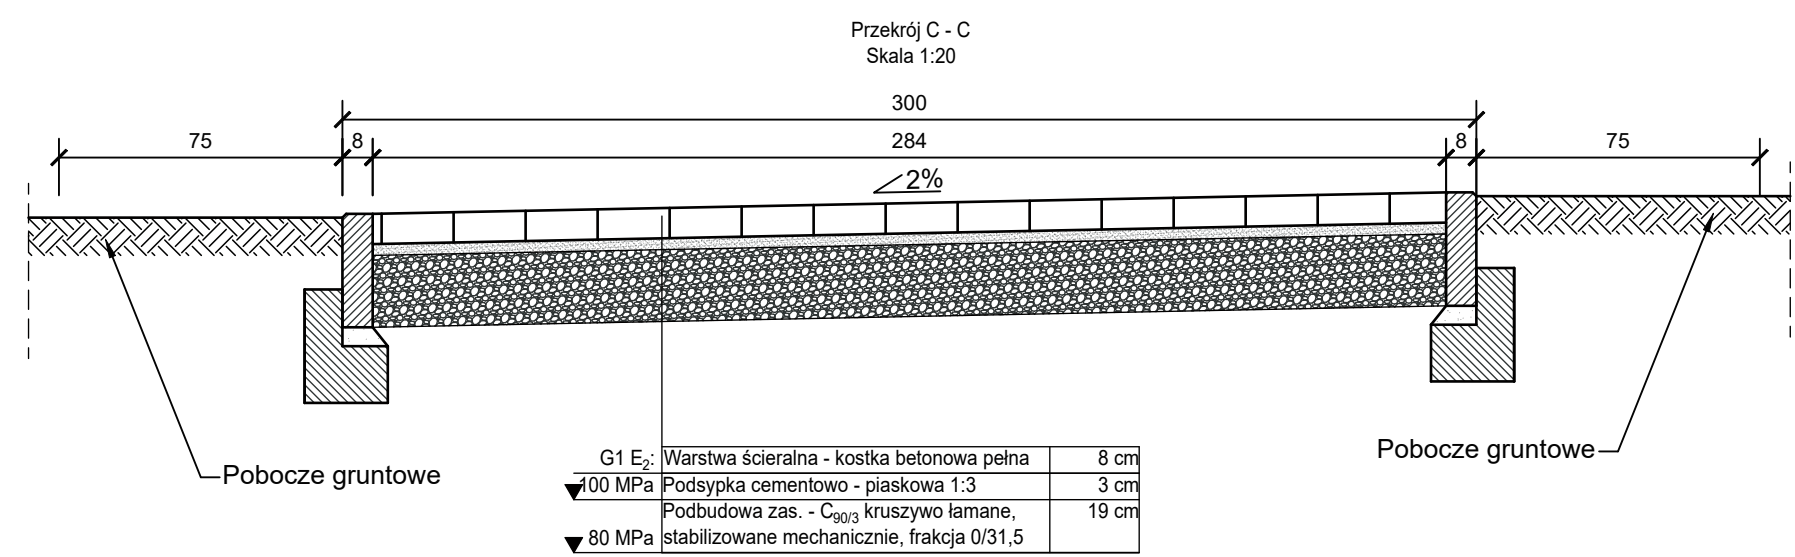 Przekrój C - C
Skala 1:20
300
75 8 284 8 75
2%
Pobocze gruntowe
Pobocze gruntowe
G1 E₂: Warstwa ścieralna - kostka betonowa pełna 8 cm
100 MPa Podsypka cementowo - piaskowa 1:3 3 cm
Podbudowa zas. - C90/3 kruszywo łamane, 19 cm
80 MPa stabilizowane mechanicznie, frakcja 0/31,5